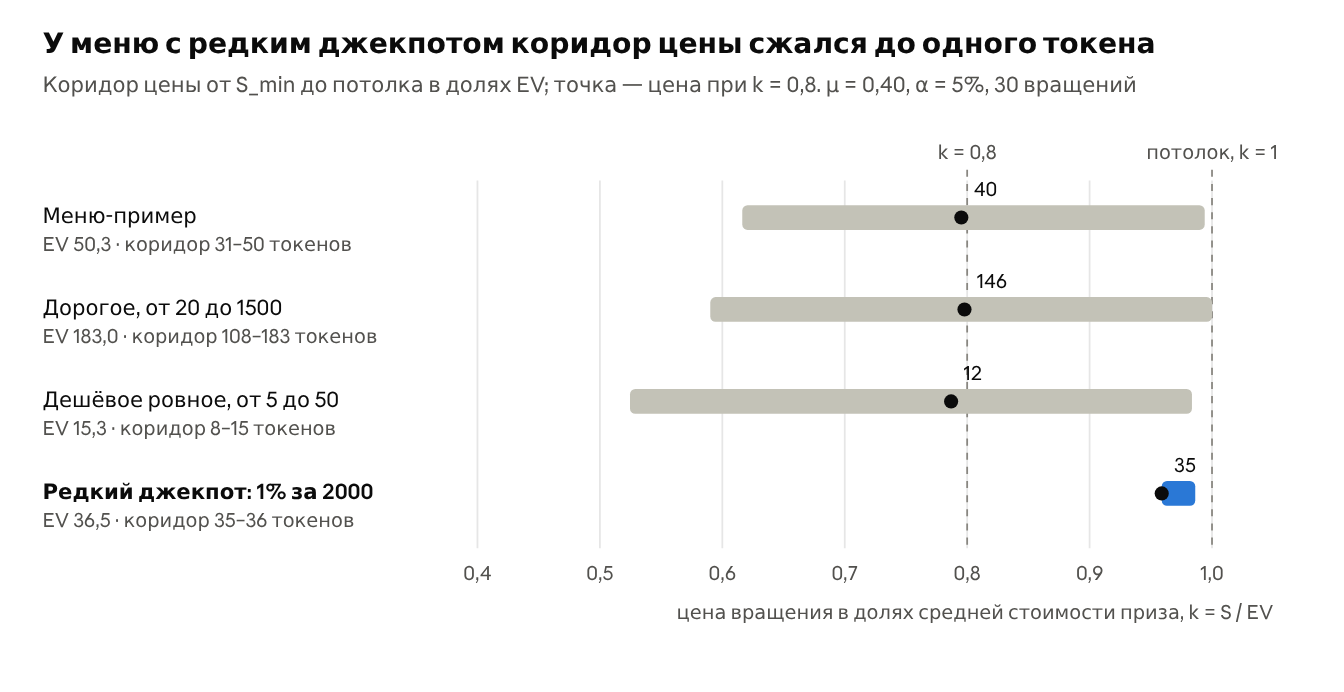 У меню с редким джекпотом коридор цены сжался до одного токена
Коридор цены от S_min до потолка в долях EV; точка — цена при k = 0,8. μ = 0,40, α = 5%, 30 вращений
k = 0,8
потолок, k = 1
40
Меню-пример
EV 50,3 · коридор 31–50 токенов
146
Дорогое, от 20 до 1500
EV 183,0 · коридор 108–183 токенов
12
Дешёвое ровное, от 5 до 50
EV 15,3 · коридор 8–15 токенов
35
Редкий джекпот: 1% за 2000
EV 36,5 · коридор 35–36 токенов
0,4 0,5 0,6 0,7 0,8 0,9 1,0
цена вращения в долях средней стоимости приза, k = S / EV